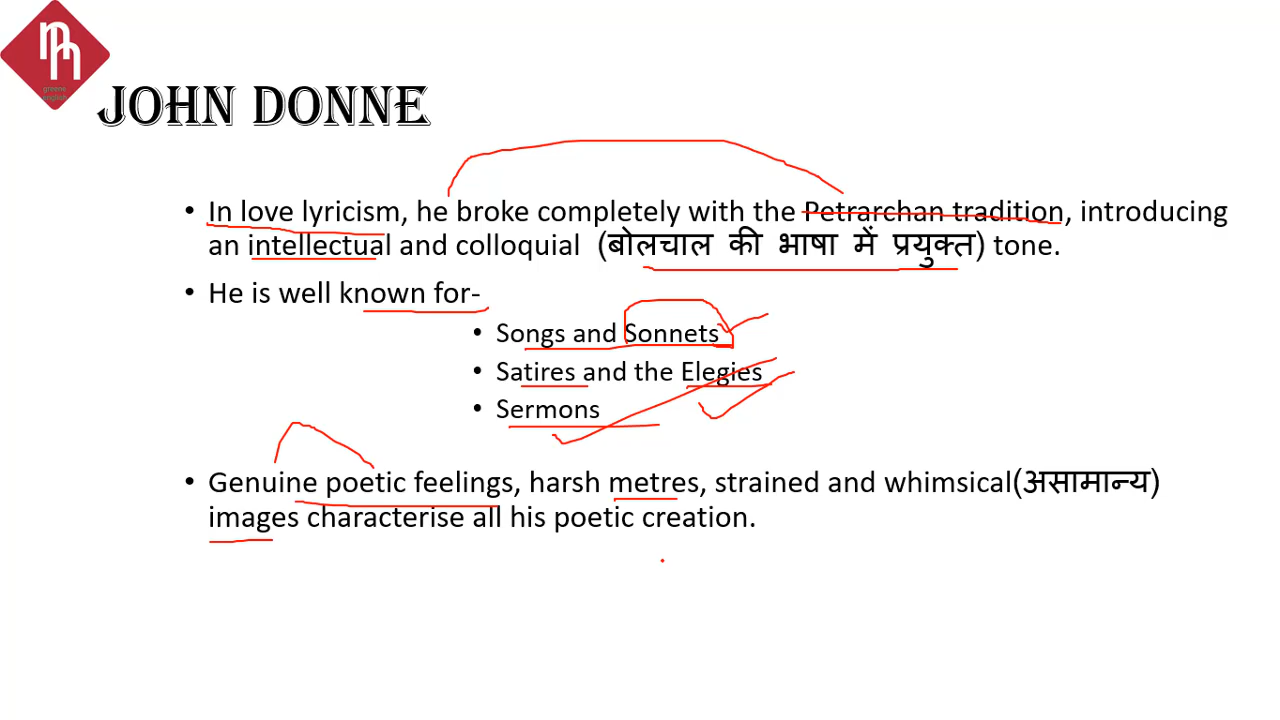 greene
english
JOHN DONNE
• In love lyricism, he broke completely with the Petrarchan tradition, introducing
an intellectual and colloquial (बोलचाल की भाषा में प्रयुक्त) tone.
• He is well known for-
• Songs and Sonnets
• Satires and the Elegies
• Sermons
• Genuine poetic feelings, harsh metres, strained and whimsical(असामान्य)
images characterise all his poetic creation.